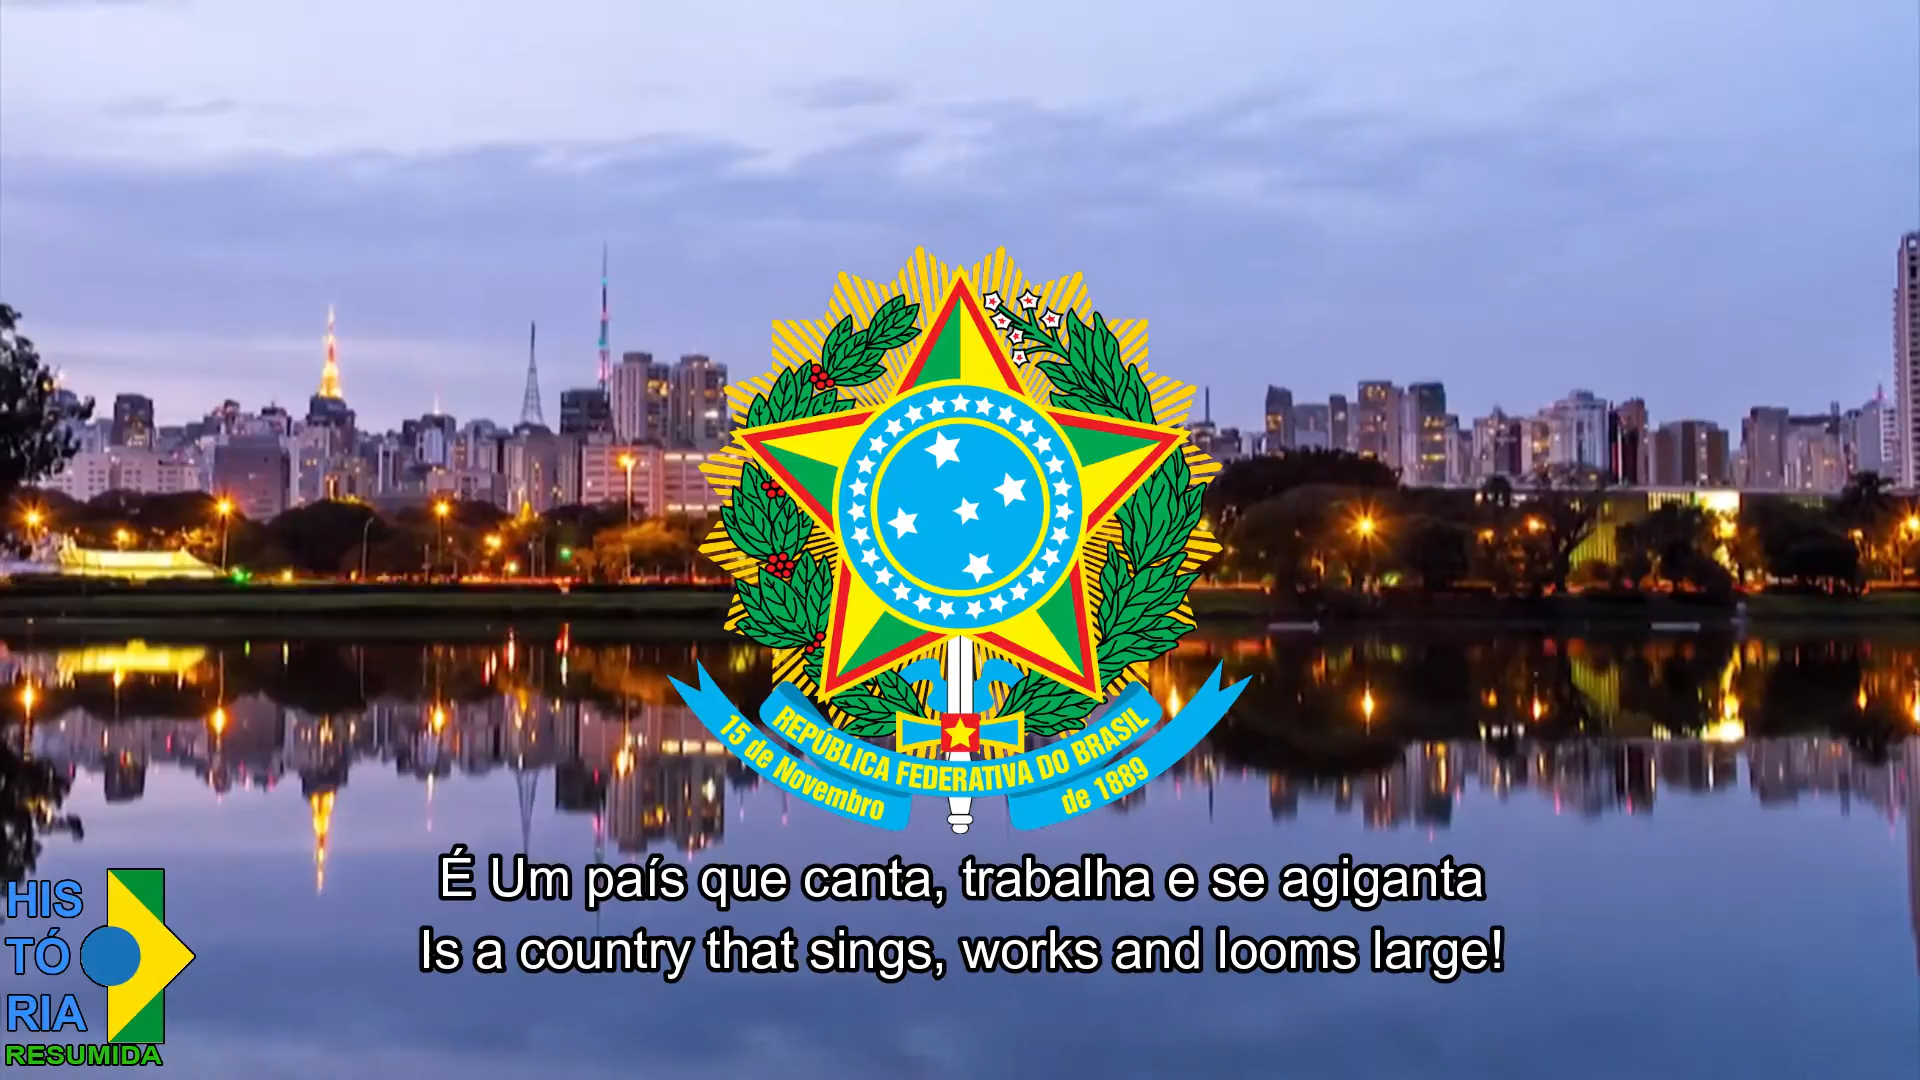 REPÚBLICA FEDERATIVA DO BRASIL
15 de Novembro
de 1889
É Um país que canta, trabalha e se agiganta
Is a country that sings, works and looms large!
HIS
TÓ
RIA
RESUMIDA